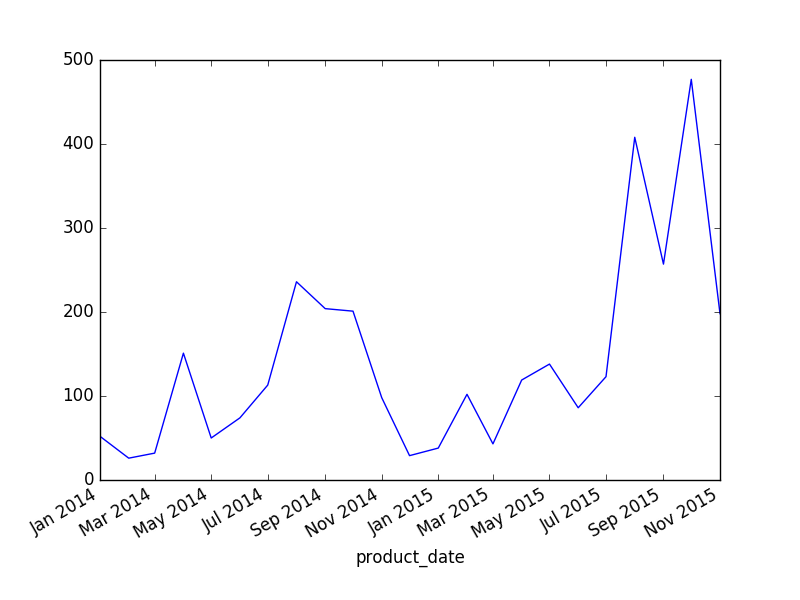 500
400
300
200
100
0
Jan 2014
Mar 2014
May 2014
Jul 2014
Sep 2014
Nov 2014
Jan 2015
Mar 2015
May 2015
Jul 2015
Sep 2015
Nov 2015
product_date